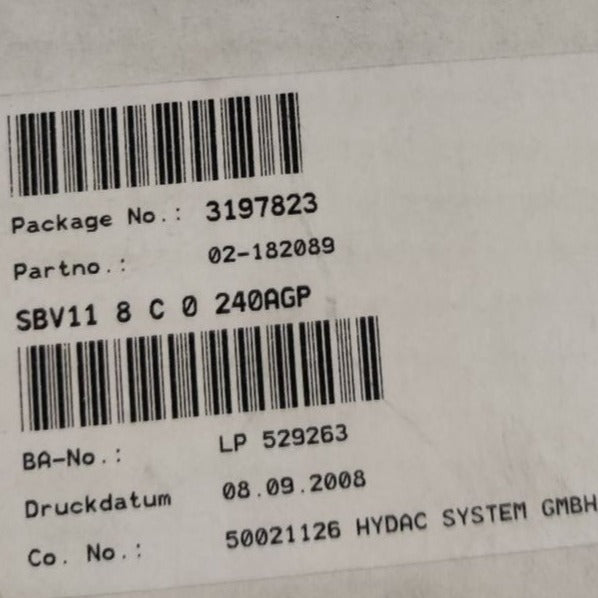 Package No.: 3197823
Partno.: 02-182089
SBV11 8 C 0 240AGP
BA-No.: LP 529263
Druckdatum 08.09.2008
Co. No.: 50021126 HYDAC SYSTEM GMBH